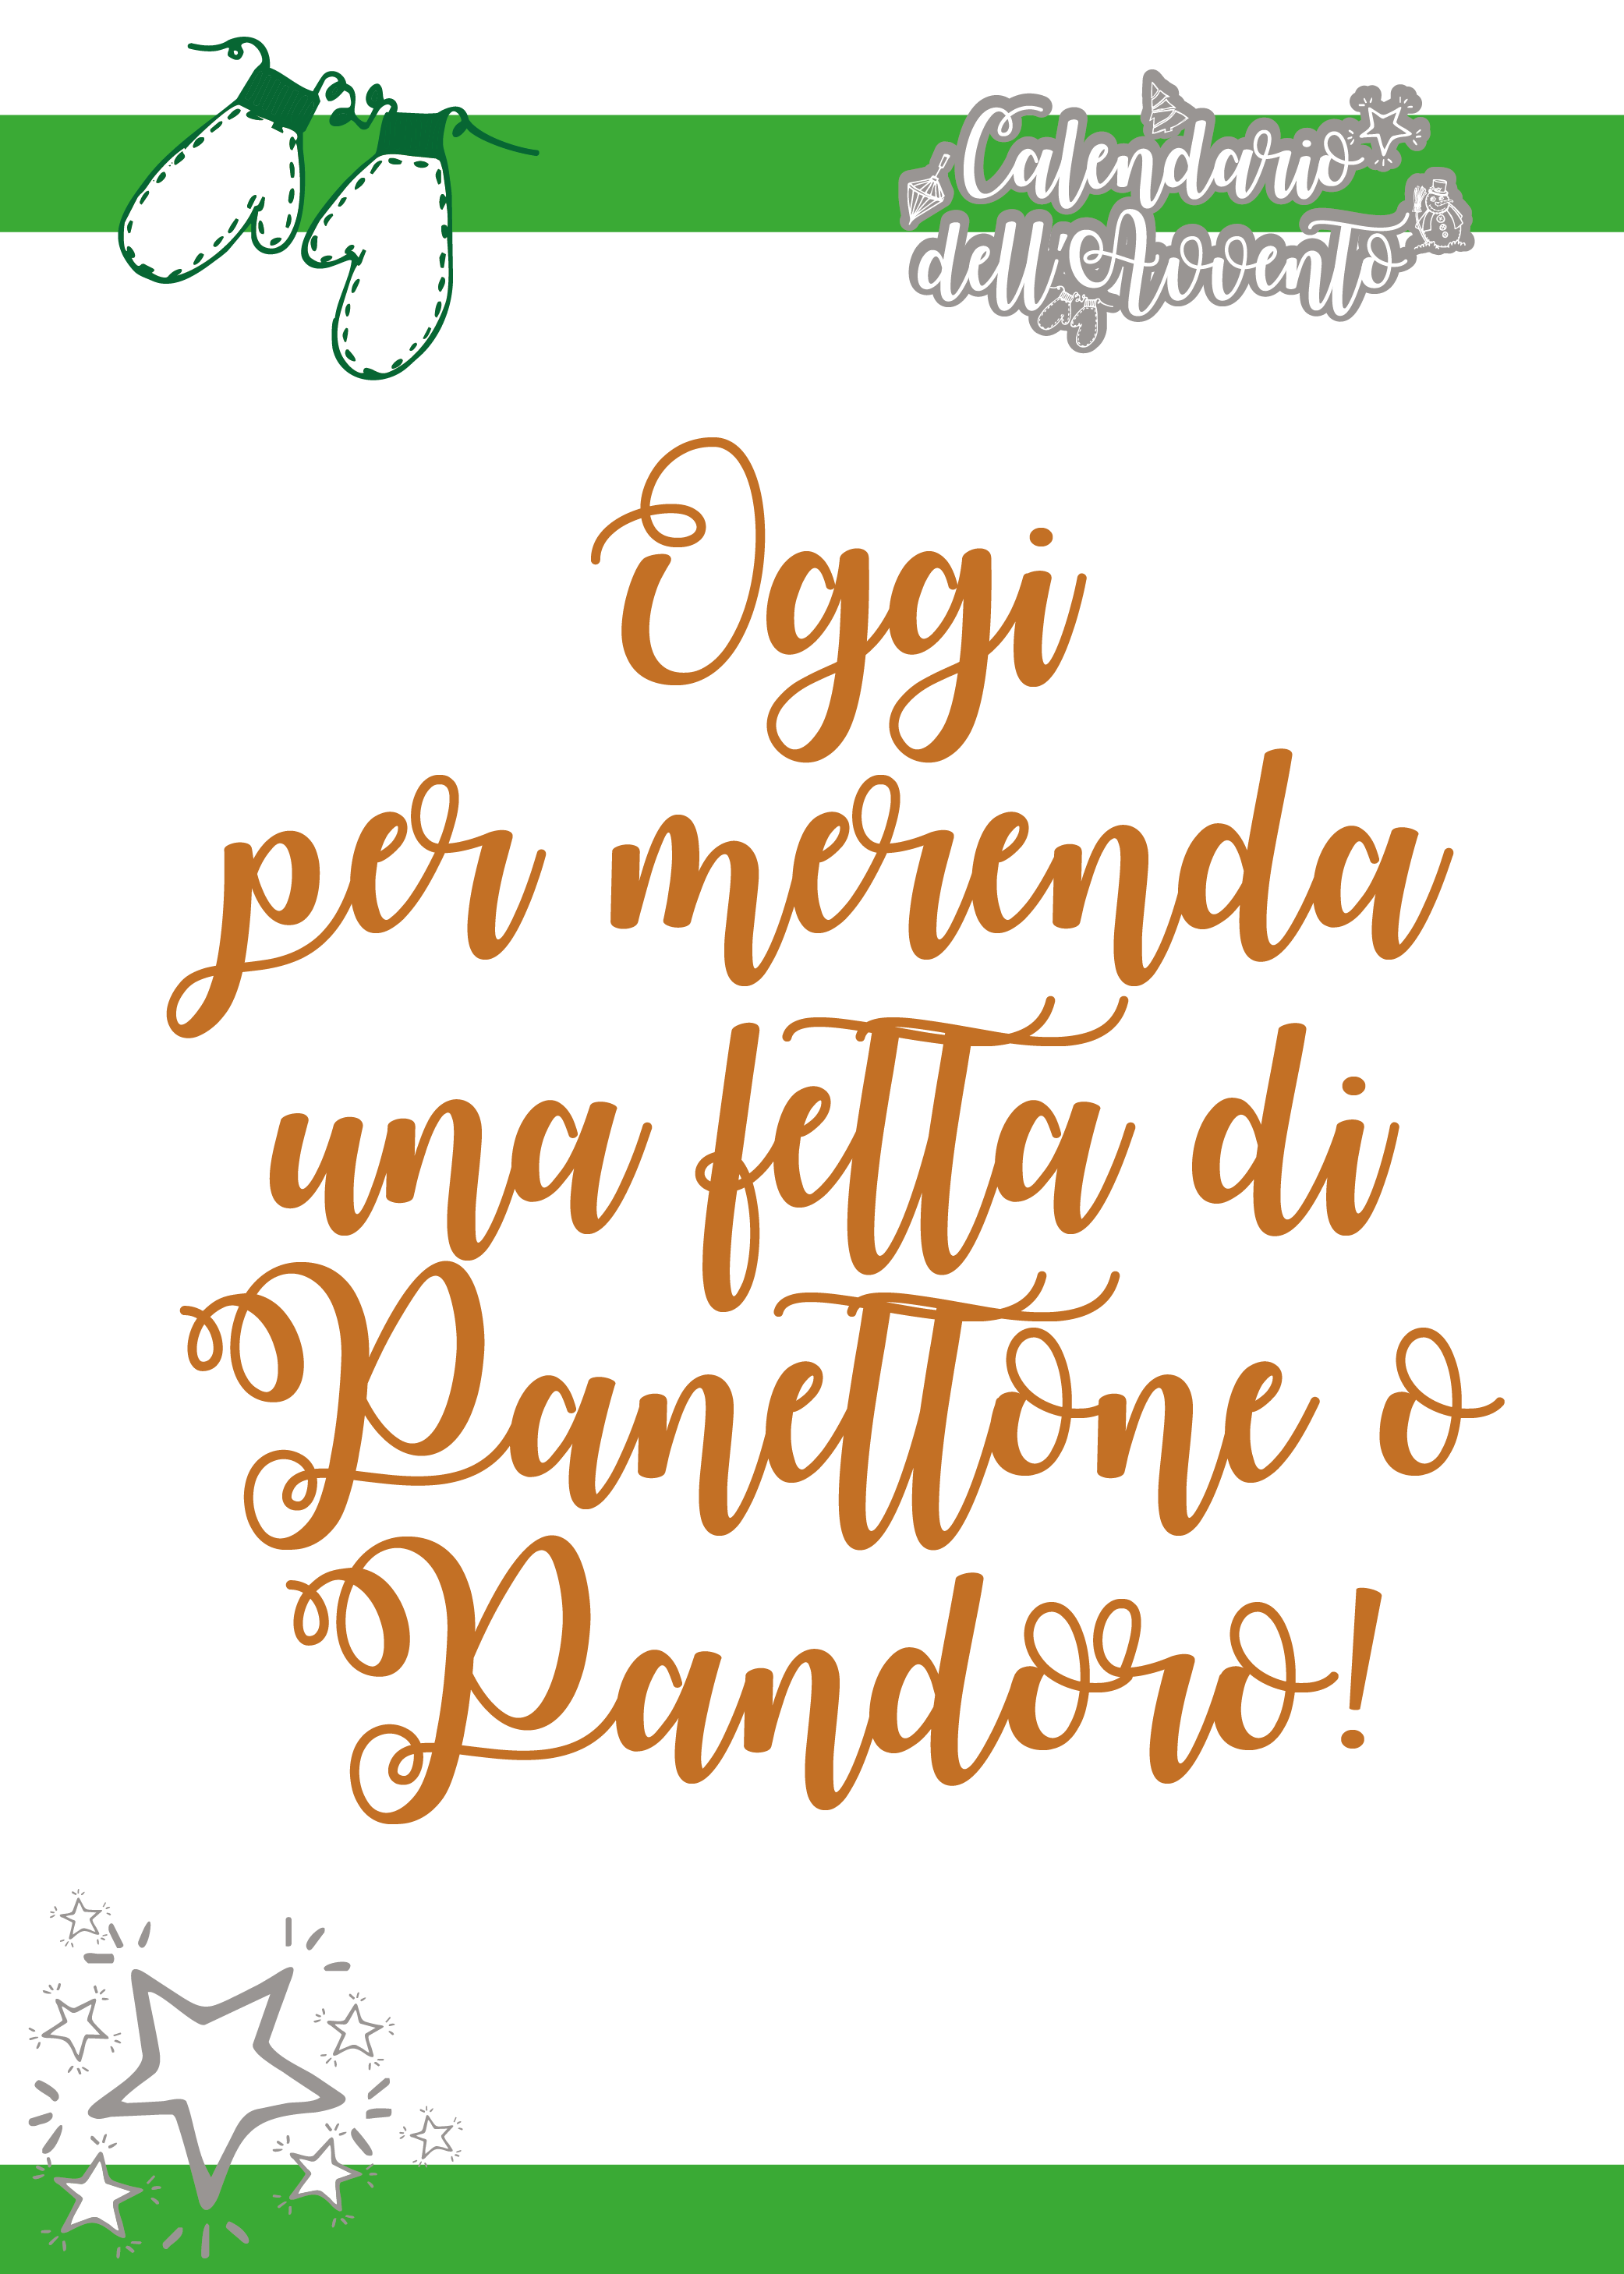 Calendario
dell'Avvento
Oggi
per merenda
una fetta di
Panettone o
Pandoro!